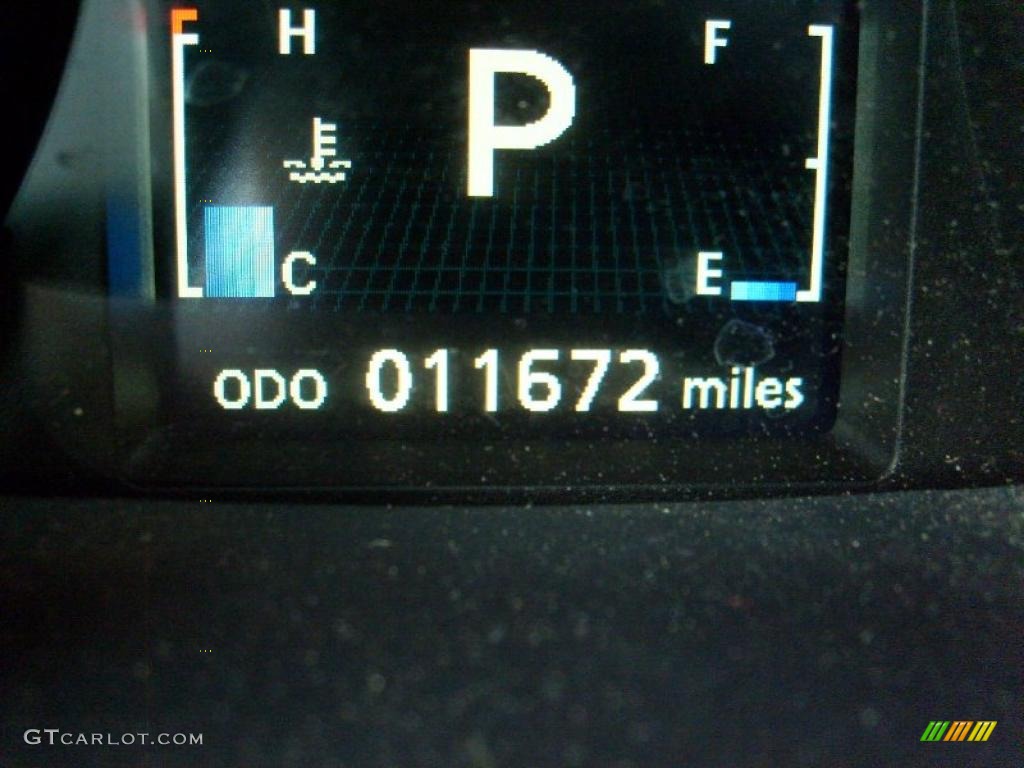 H F
P
C E
ODO 011672 miles
GTCARLOT.COM